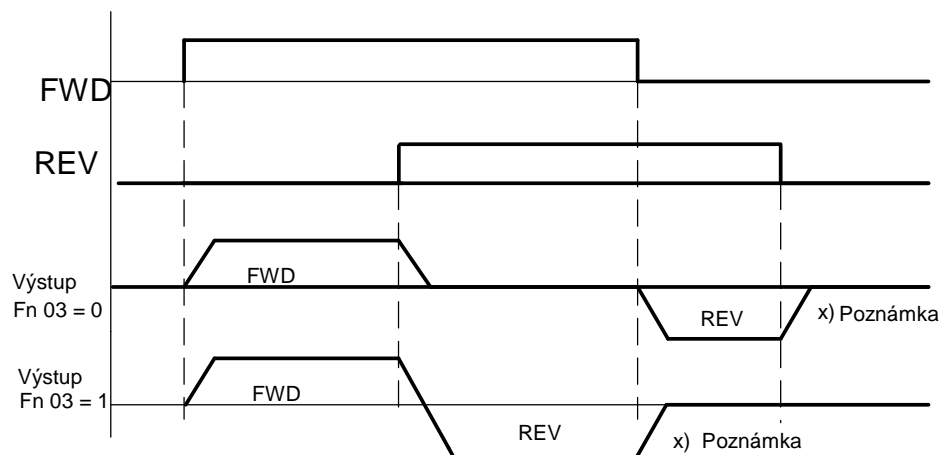 FWD
REV
Výstup
Fn 03 = 0
FWD
REV
x) Poznámka
Výstup
Fn 03 = 1
FWD
REV
x) Poznámka